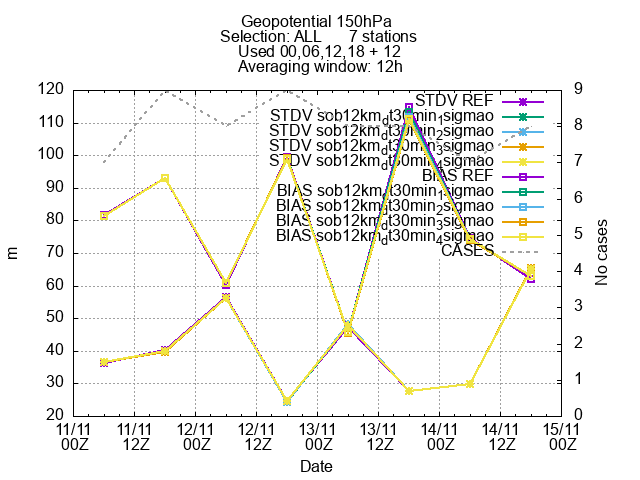 Geopotential 150hPa
Selection: ALL 7 stations
Used 00,06,12,18 + 12
Averaging window: 12h
120
110
100
90
80
70
60
50
40
30
20
m
9
8
7
6
5
4
3
2
1
0
No cases
STDV REF
STDV sob12km_dt30min_1sigmao
STDV sob12km_dt30min_2sigmao
STDV sob12km_dt30min_3sigmao
STDV sob12km_dt30min_4sigmao
BIAS REF
BIAS sob12km_dt30min_1sigmao
BIAS sob12km_dt30min_2sigmao
BIAS sob12km_dt30min_3sigmao
BIAS sob12km_dt30min_4sigmao
CASES
11/11 11/11 12/11 12/11 13/11 13/11 14/11 14/11 15/11
00Z 12Z 00Z 12Z 00Z 12Z 00Z 12Z 00Z
Date